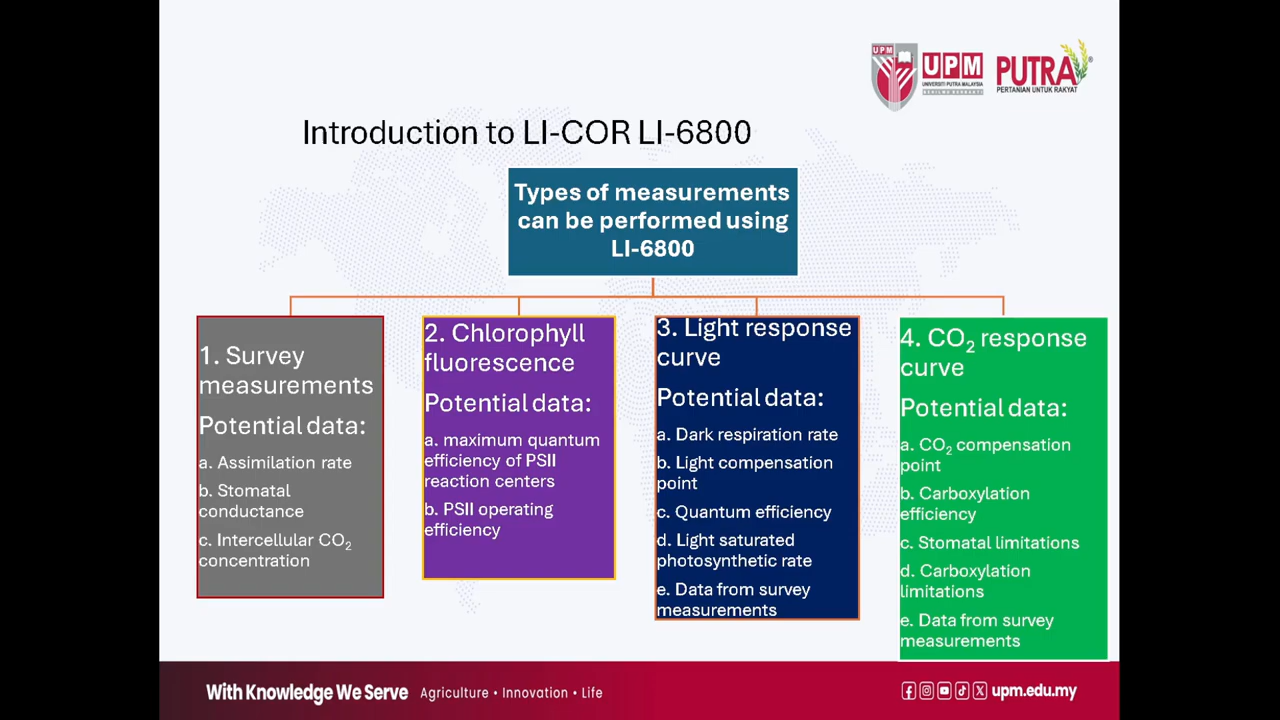 UPM
UPM
UNIVERSITI PUTRA MALAYSIA
BERILMU BERBAKTI
PUTRA
PERTANIAN UNTUK RAKYAT
Introduction to LI-COR LI-6800
Types of measurements
can be performed using
LI-6800
1. Survey
measurements
Potential data:
a. Assimilation rate
b. Stomatal
conductance
c. Intercellular CO₂
concentration
2. Chlorophyll
fluorescence
Potential data:
a. maximum quantum
efficiency of PSII
reaction centers
b. PSII operating
efficiency
3. Light response
curve
Potential data:
a. Dark respiration rate
b. Light compensation
point
c. Quantum efficiency
d. Light saturated
photosynthetic rate
e. Data from survey
measurements
4. CO₂ response
curve
Potential data:
a. CO₂ compensation
point
b. Carboxylation
efficiency
c. Stomatal limitations
d. Carboxylation
limitations
e. Data from survey
measurements
With Knowledge We Serve Agriculture • Innovation • Life
upm.edu.my